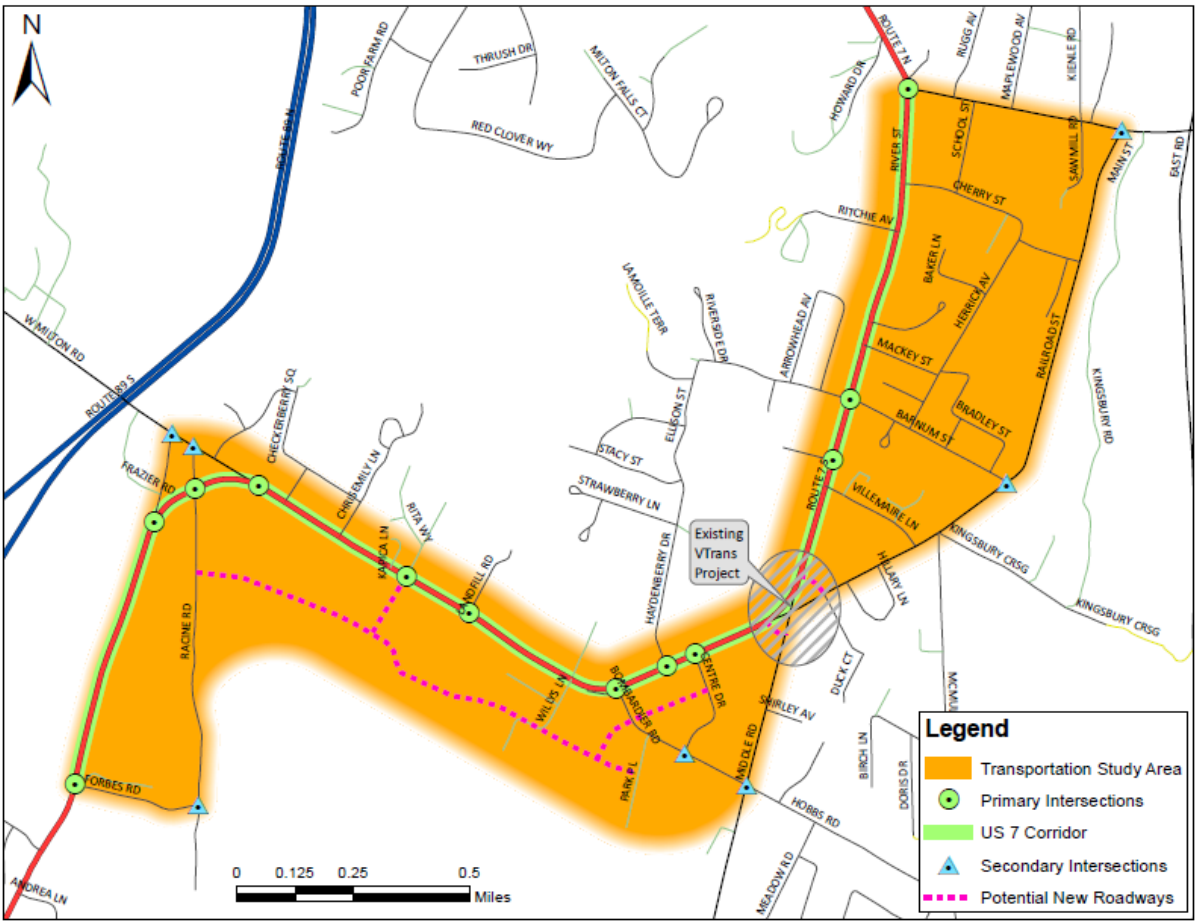 N
ROUTE 7 N
RUGG AV
MAPLEWOOD AV
KIENLE RD
POOR FARM RD
THRUSH DR
MILTON FALLS CT
HOWARD DR
ROUTE 89 N
RED CLOVER WY
RIVER ST
SCHOOL ST
SAWMILL RD
MAIN ST
EAST RD
CHERRY ST
RITCHIE AV
BAKER LN
HERRICK AV
LAMOILLE TERR
RIVERSIDE DR
ARROWHEAD AV
W MILTON RD
MACKEY ST
RAILROAD ST
ROUTE 89 S
CHECKERBERRY SQ
ELLISON ST
BARNUM ST
BRADLEY ST
KINGSBURY RD
FRAZIER RD
CHRISEMILY LN
STACY ST
STRAWBERRY LN
ROUTE 7 S
VILLEMAIRE LN
RITA WY
KINGSBURY CRSG
Existing
VTrans
Project
KARICA LN
LANDFILL RD
HAYDENBERRY DR
HILLARY LN
KINGSBURY CRSG
RACINE RD
CENTRE DR
DUCK CT
WILLYS LN
BOMBARDIER RD
SHIRLEY AV
MIDDLE RD
BIRCH LN
DORIS DR
FORBES RD
PARK PL
HOBBS RD
MEADOW RD
ANDREA LN
Legend
Transportation Study Area
Primary Intersections
US 7 Corridor
Secondary Intersections
Potential New Roadways
0 0.125 0.25 0.5
Miles